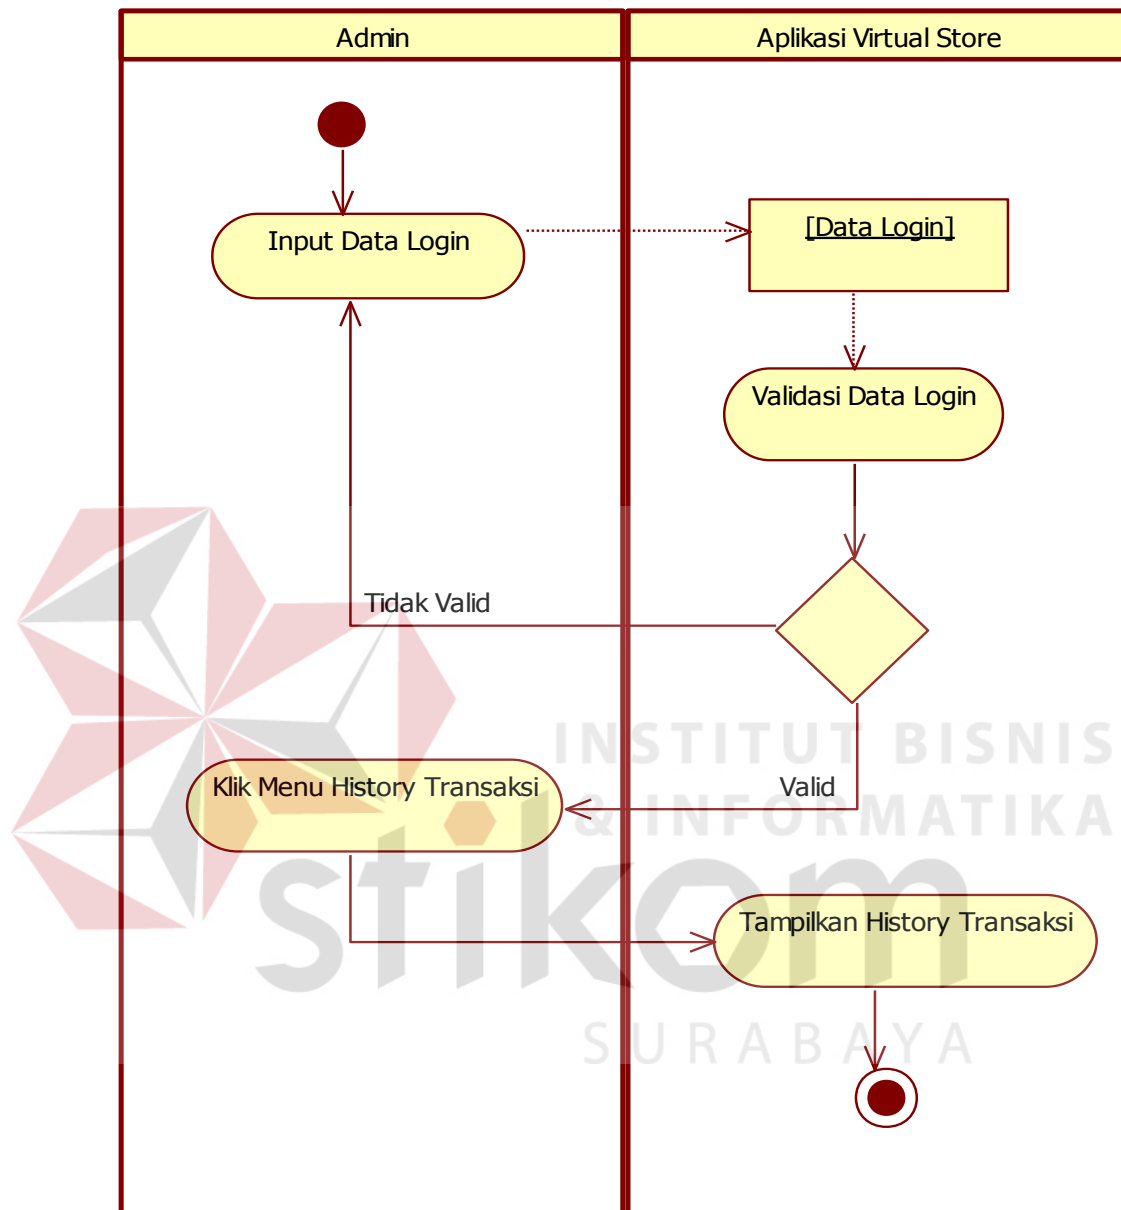 Admin
Aplikasi Virtual Store
Input Data Login
[Data Login]
Validasi Data Login
Tidak Valid
INSTITUT BISNIS
Klik Menu History Transaksi
Valid
& INFORMATIKA
stikom
Tampilkan History Transaksi
SURABAYA